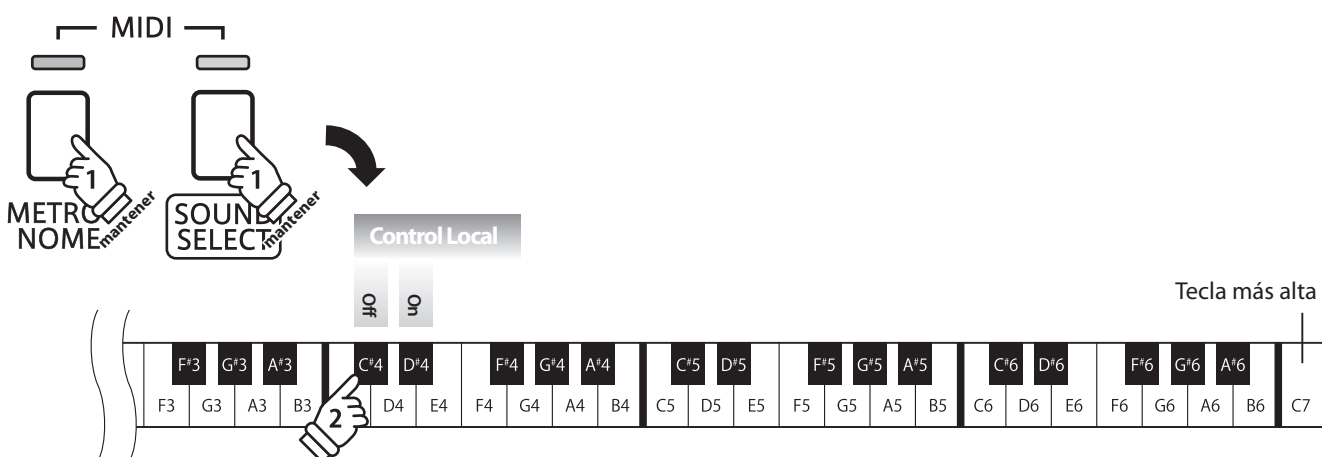 MIDI
1
1
METRO
NOME
mantener
SOUND
SELECT
mantener
Control Local
Off
On
Tecla más alta
F#3 G#3 A#3 C#4 D#4 F#4 G#4 A#4 C#5 D#5 F#5 G#5 A#5 C#6 D#6 F#6 G#6 A#6
F3 G3 A3 B3 D4 E4 F4 G4 A4 B4 C5 D5 E5 F5 G5 A5 B5 C6 D6 E6 F6 G6 A6 B6 C7
2